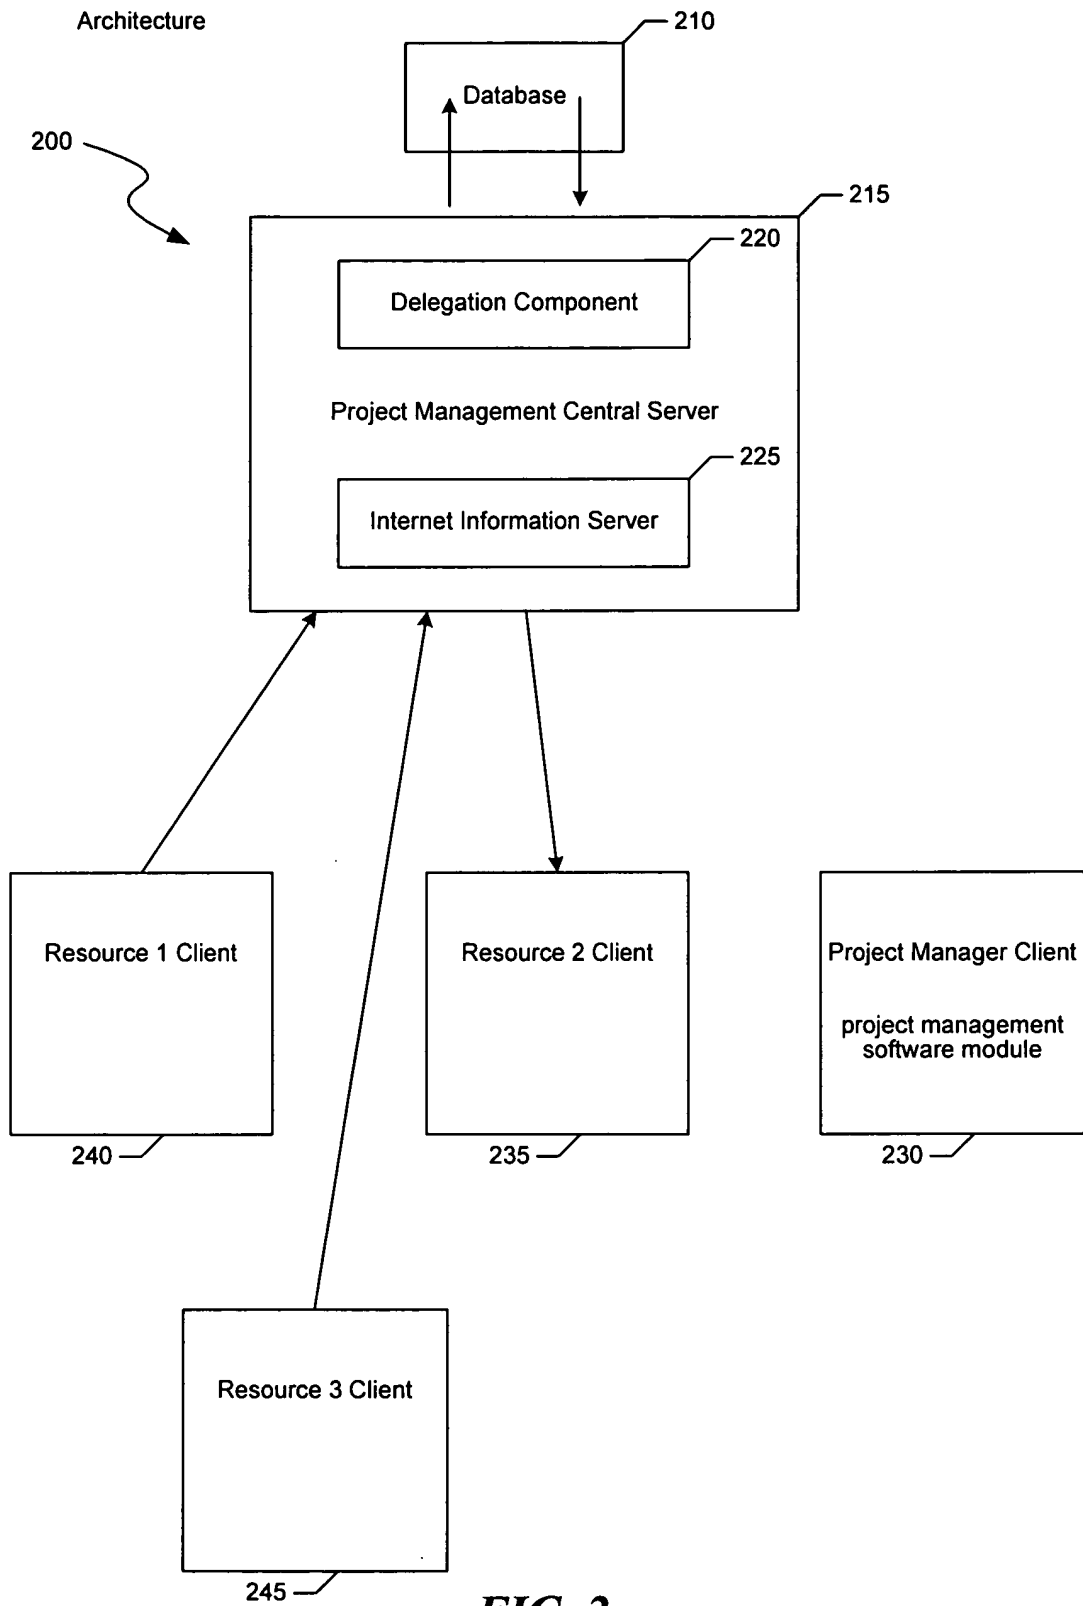 Architecture
210
Database
200
215
220
Delegation Component
Project Management Central Server
225
Internet Information Server
Resource 1 Client
Resource 2 Client
Project Manager Client
project management
software module
240
235
230
Resource 3 Client
245